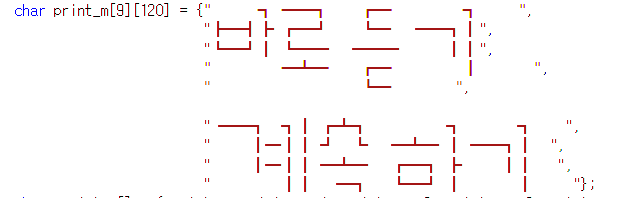 char print_m[9][120] = {"
바로듣기
계속하기
"};